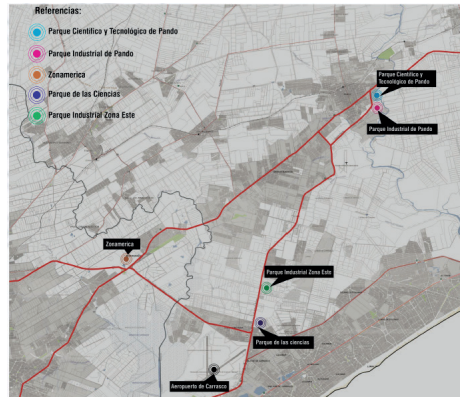 Referencias:
Parque Científico y Tecnológico de Pando
Parque Industrial de Pando
Zonamerica
Parque de las Ciencias
Parque Industrial Zona Este
Parque Científico y
Tecnológico de Pando
Parque Industrial de Pando
Zonamerica
Parque Industrial Zona Este
Parque de las ciencias
Aeropuerto de Carrasco